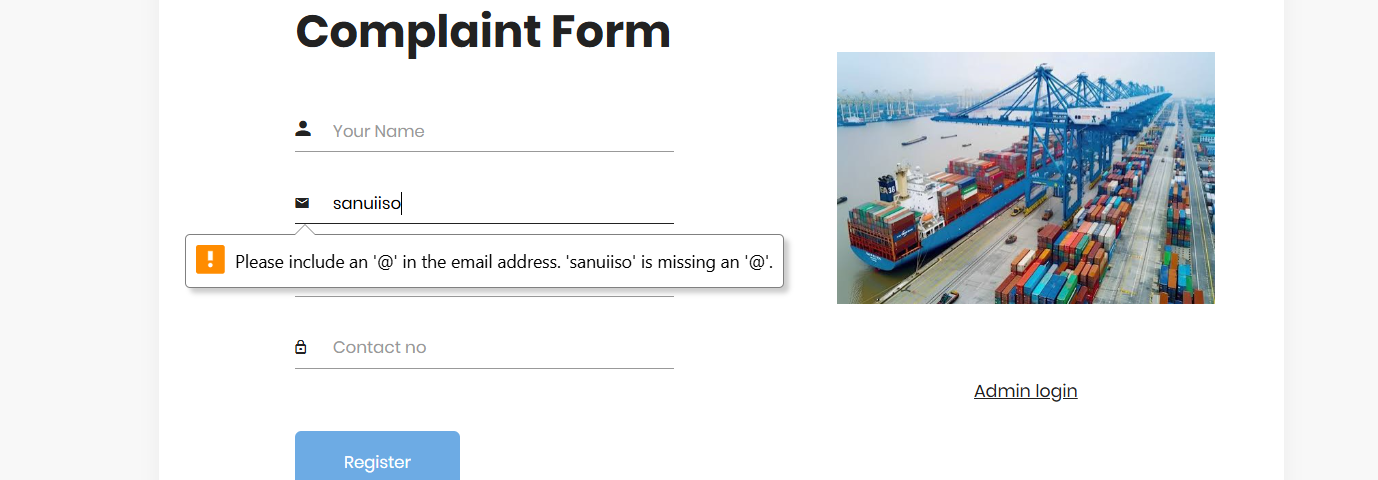 Complaint Form
Your Name
sanuiiso
Please include an '@' in the email address. 'sanuiiso' is missing an '@'.
Contact no
Admin login
Register